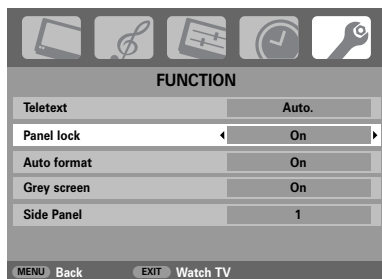 FUNCTION
Teletext Auto.
Panel lock On
Auto format On
Grey screen On
Side Panel 1
MENU Back EXIT Watch TV